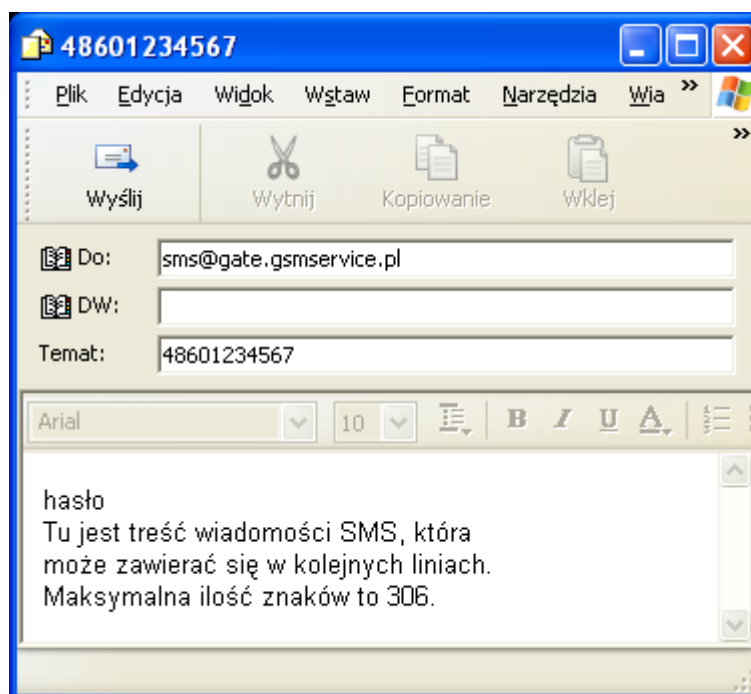 48601234567
Plik Edycja Widok Wstaw Format Narzędzia Wia »
»
Wyślij Wytnij Kopiowanie Wklej
Do: sms@gate.gsmservice.pl
DW:
Temat: 48601234567
Arial 10 B I U A
hasło
Tu jest treść wiadomości SMS, która
może zawierać się w kolejnych liniach.
Maksymalna ilość znaków to 306.